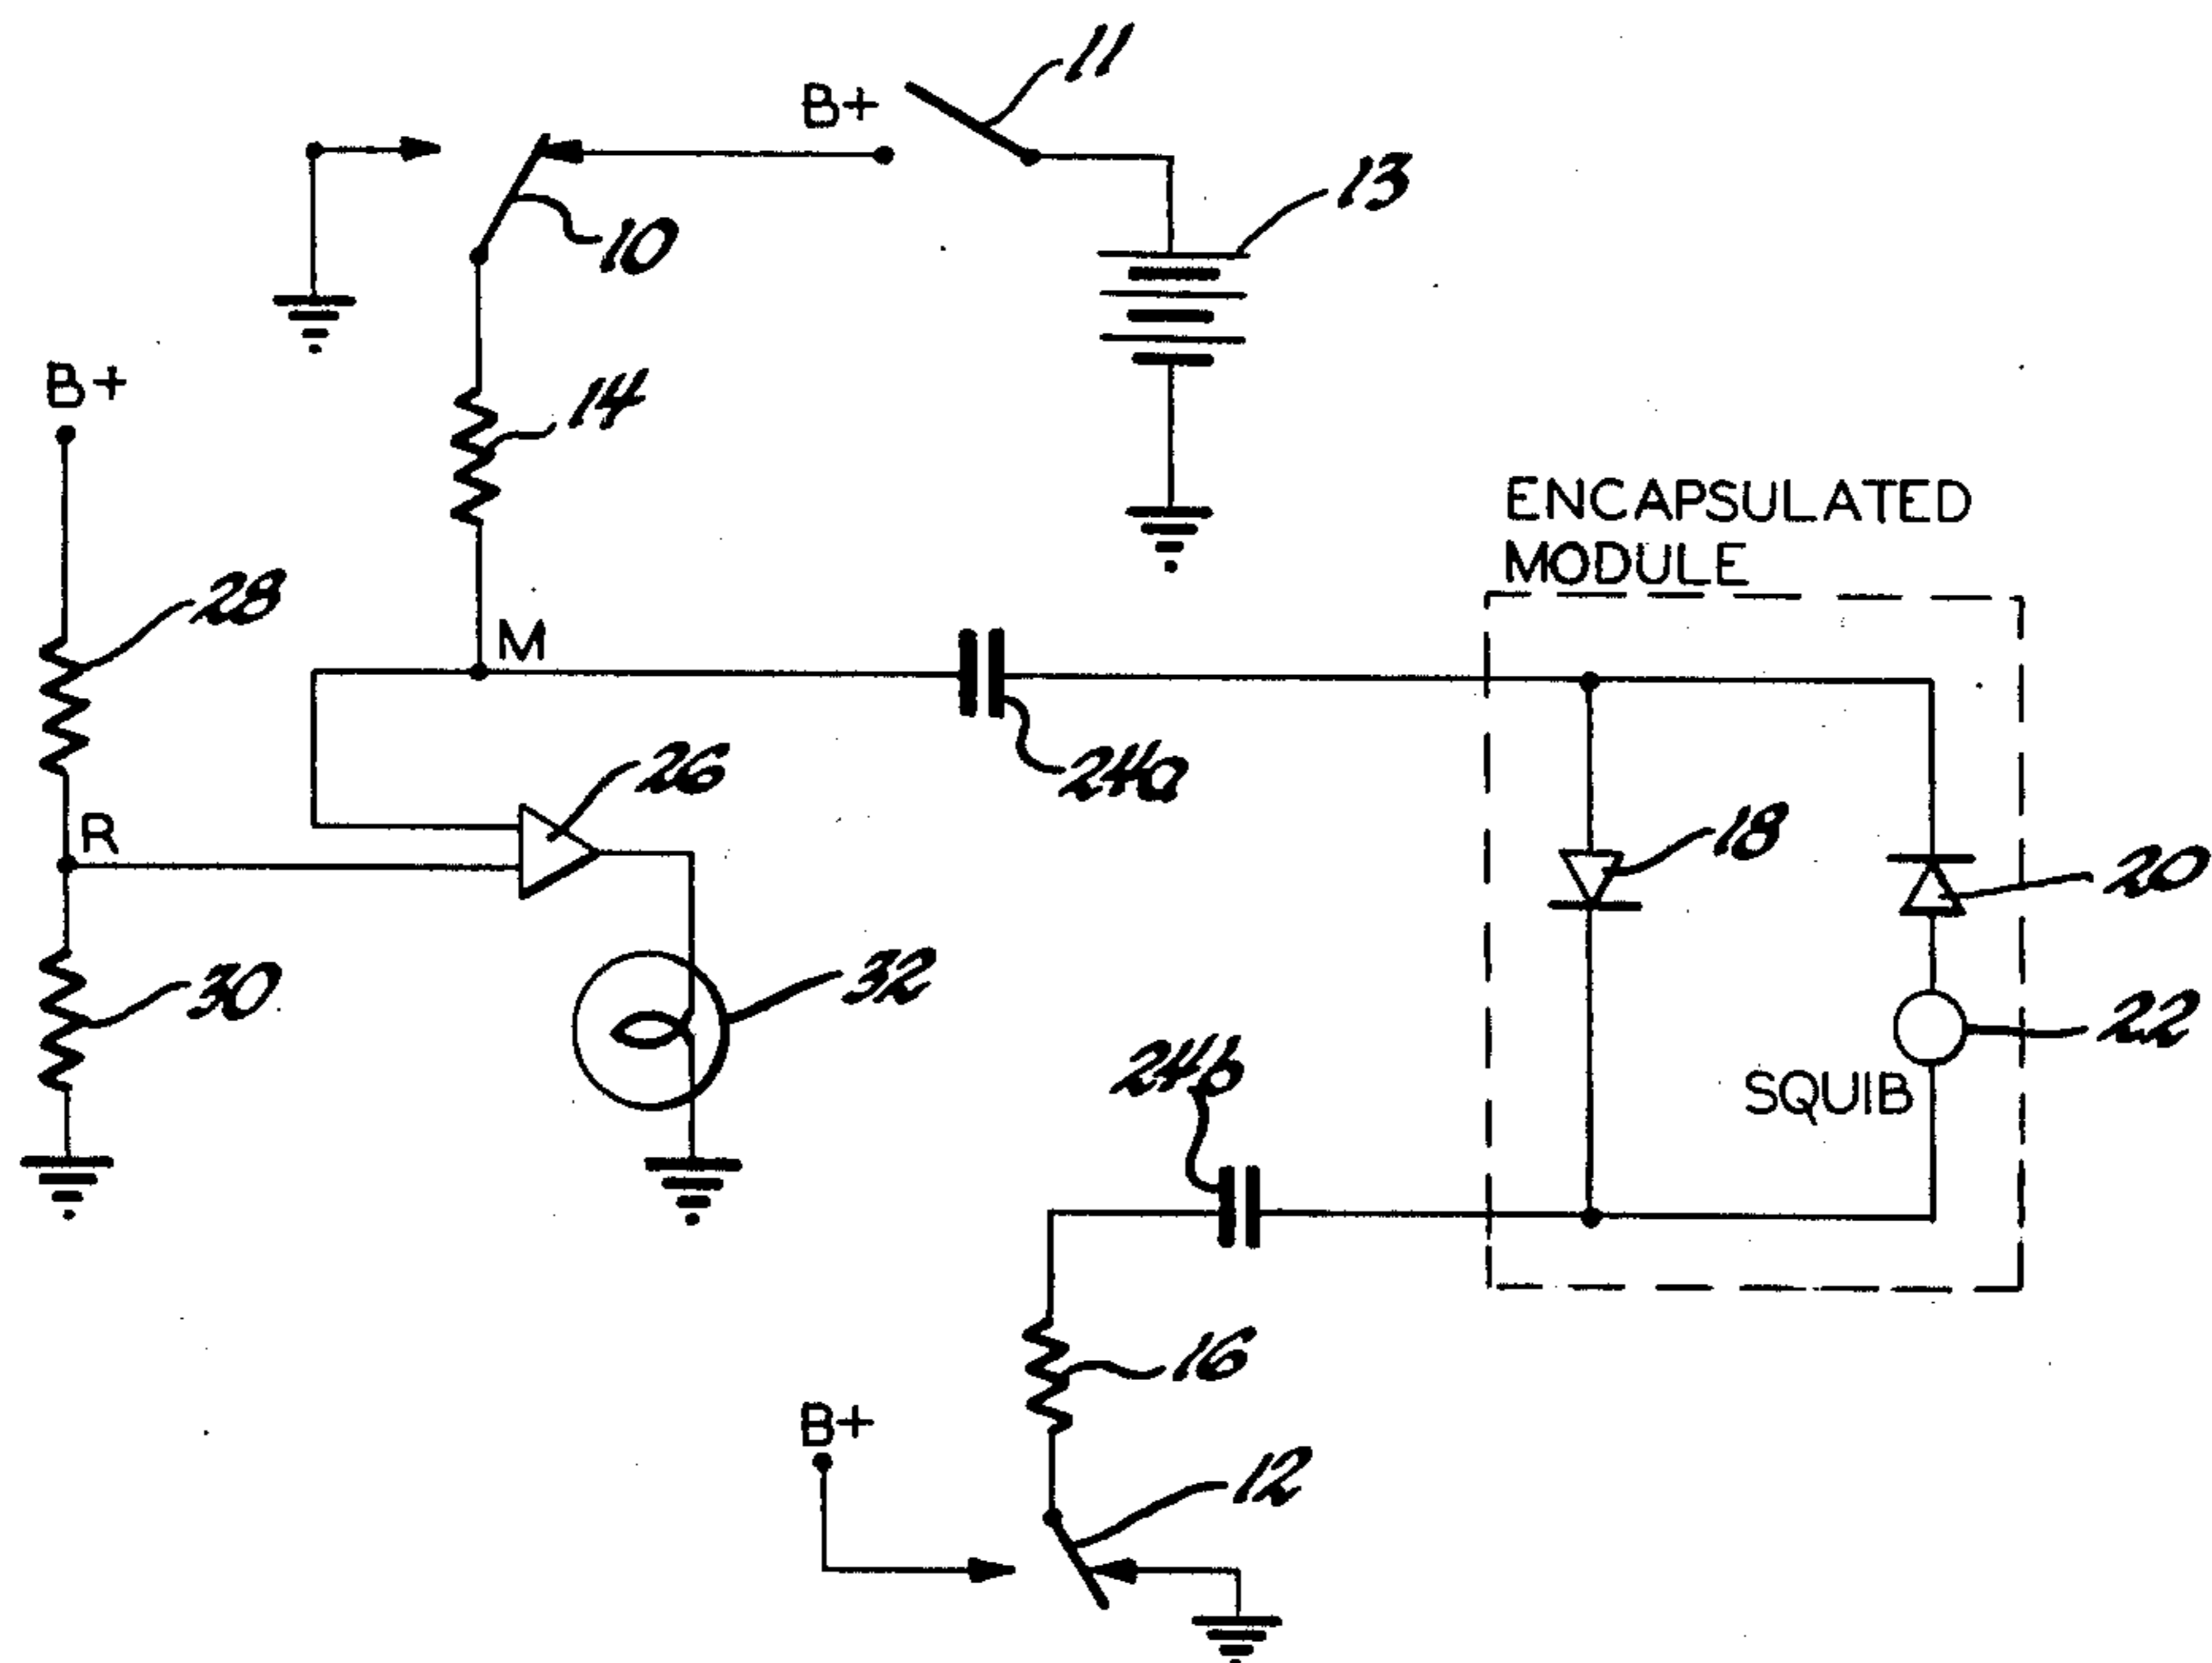 11
B+
13
10
B+
14
ENCAPSULATED
MODULE
28
M
26
24a
R
18
20
32
30
22
24b
SQUIB
16
B+
12